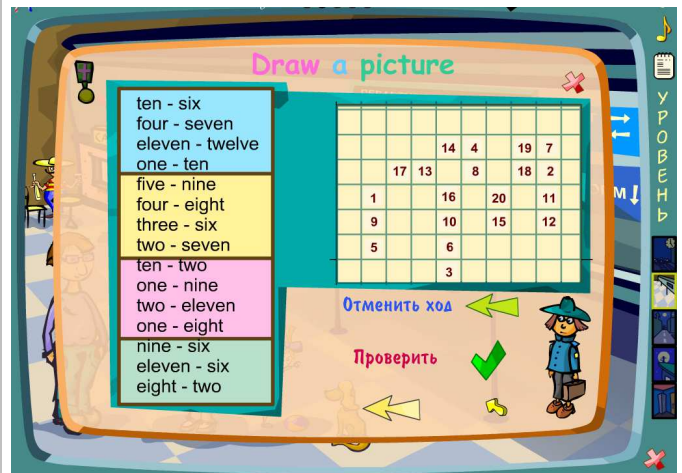 Draw a picture
ten - six
four - seven
eleven - twelve
one - ten
five - nine
four - eight
three - six
two - seven
ten - two
one - nine
two - eleven
one - eight
nine - six
eleven - six
eight - two
14 4 19 7
17 13 8 18 2
1 16 20 11
9 10 15 12
5 6
3
Отменить ход
Проверить
УРОВЕНЬ